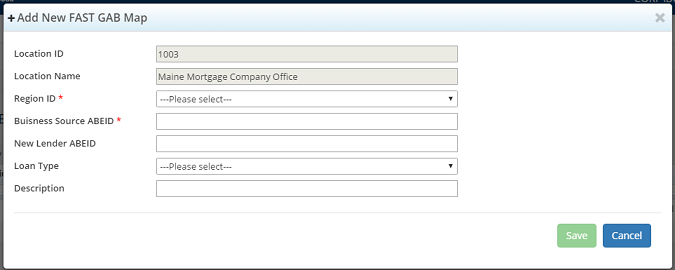 +Add New FAST GAB Map ×
Location ID 1003
Location Name Maine Mortgage Company Office
Region ID * ---Please select---
Buisness Source ABEID *
New Lender ABEID
Loan Type ---Please select---
Description
Save Cancel